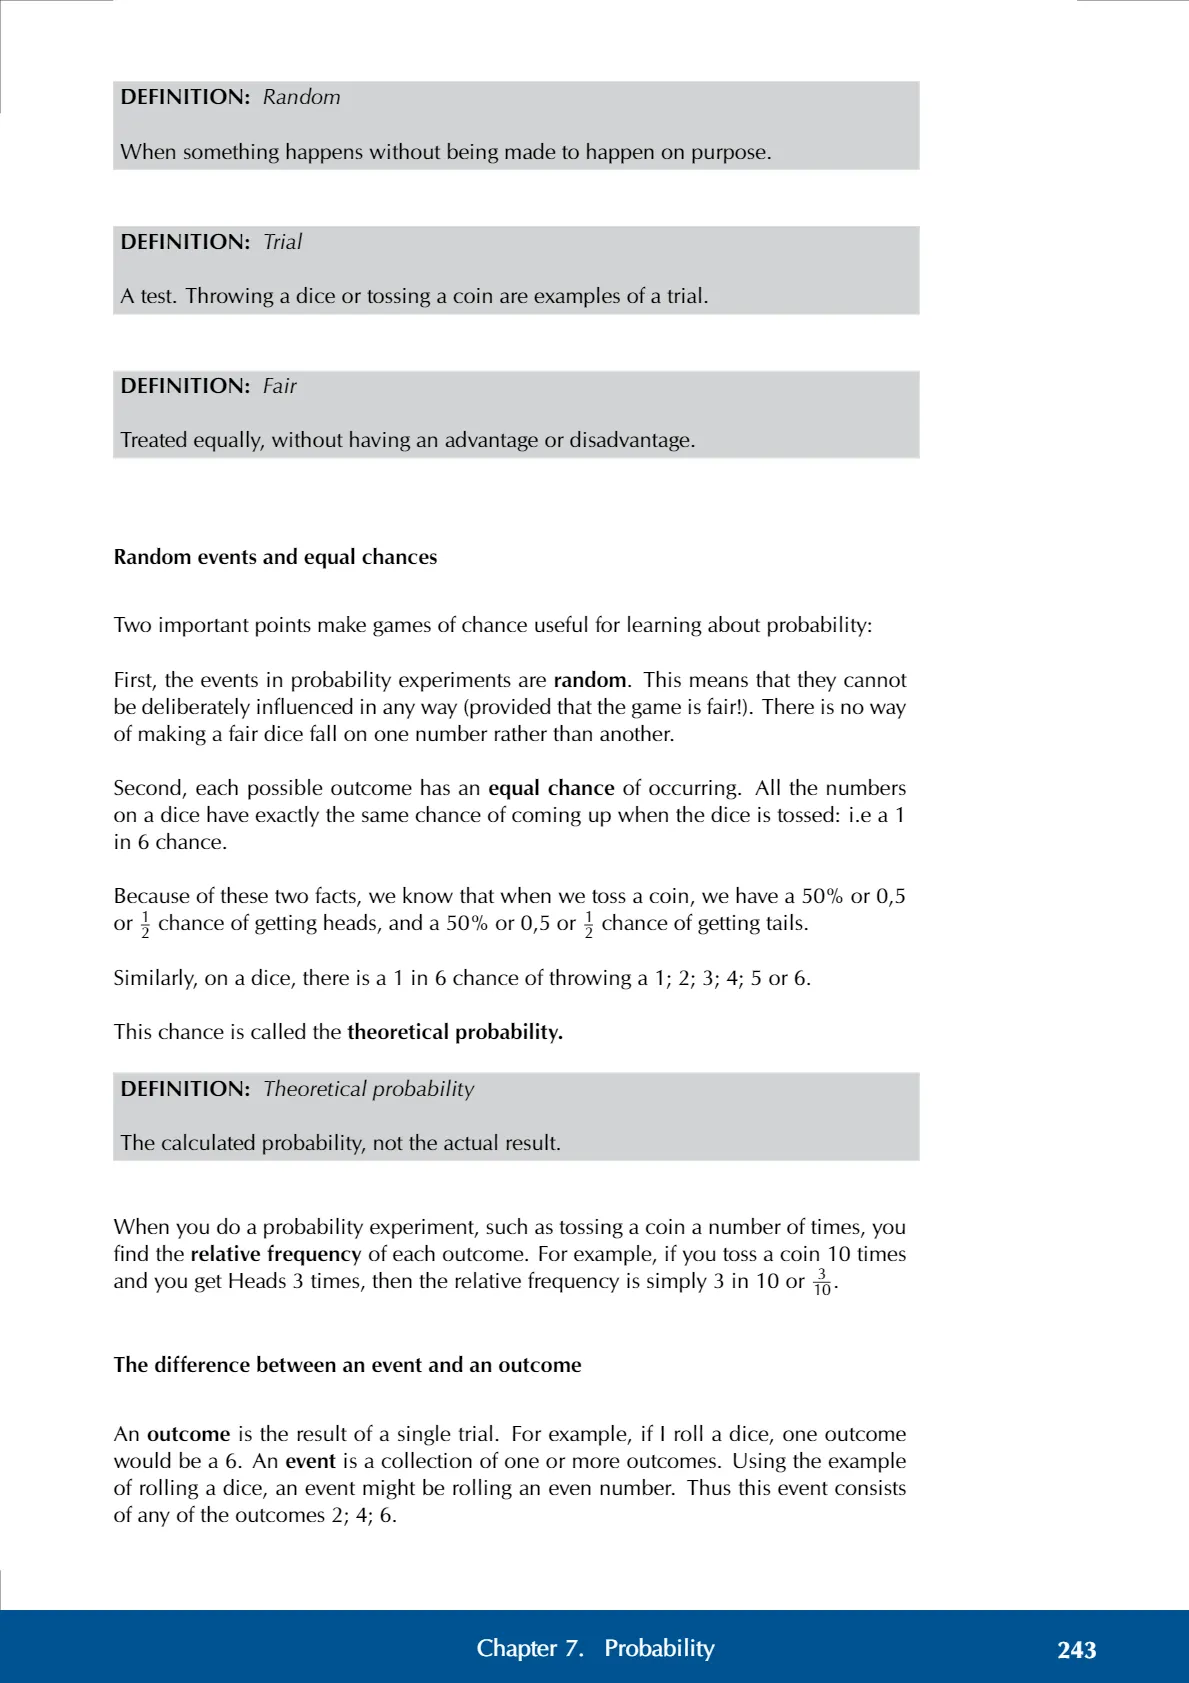 DEFINITION: Random
When something happens without being made to happen on purpose.
DEFINITION: Trial
A test. Throwing a dice or tossing a coin are examples of a trial.
DEFINITION: Fair
Treated equally, without having an advantage or disadvantage.
Random events and equal chances
Two important points make games of chance useful for learning about probability:
First, the events in probability experiments are random. This means that they cannot
be deliberately influenced in any way (provided that the game is fair!). There is no way
of making a fair dice fall on one number rather than another.
Second, each possible outcome has an equal chance of occurring. All the numbers
on a dice have exactly the same chance of coming up when the dice is tossed: i.e a 1
in 6 chance.
Because of these two facts, we know that when we toss a coin, we have a 50% or 0,5
or 1/2 chance of getting heads, and a 50% or 0,5 or 1/2 chance of getting tails.
Similarly, on a dice, there is a 1 in 6 chance of throwing a 1; 2; 3; 4; 5 or 6.
This chance is called the theoretical probability.
DEFINITION: Theoretical probability
The calculated probability, not the actual result.
When you do a probability experiment, such as tossing a coin a number of times, you
find the relative frequency of each outcome. For example, if you toss a coin 10 times
and you get Heads 3 times, then the relative frequency is simply 3 in 10 or 3/10.
The difference between an event and an outcome
An outcome is the result of a single trial. For example, if I roll a dice, one outcome
would be a 6. An event is a collection of one or more outcomes. Using the example
of rolling a dice, an event might be rolling an even number. Thus this event consists
of any of the outcomes 2; 4; 6.
Chapter 7. Probability 243